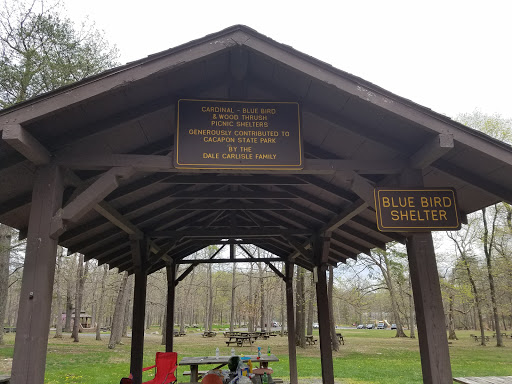 CARDINAL - BLUE BIRD
& WOOD THRUSH
PICNIC SHELTERS
GENEROUSLY CONTRIBUTED TO
CACAPON STATE PARK
BY THE
DALE CARLISLE FAMILY
BLUE BIRD
SHELTER